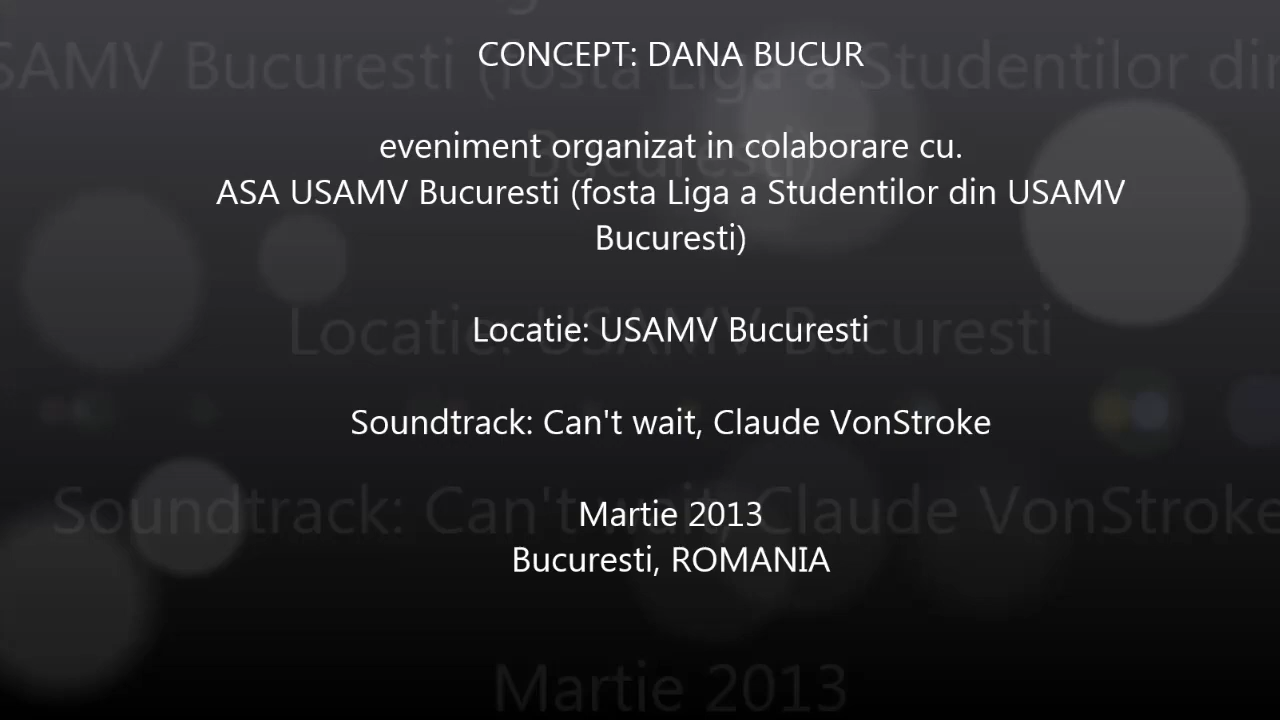 CONCEPT: DANA BUCUR
eveniment organizat in colaborare cu.
ASA USAMV Bucuresti (fosta Liga a Studentilor din USAMV
Bucuresti)
Locatie: USAMV Bucuresti
Soundtrack: Can't wait, Claude VonStroke
Martie 2013
Bucuresti, ROMANIA